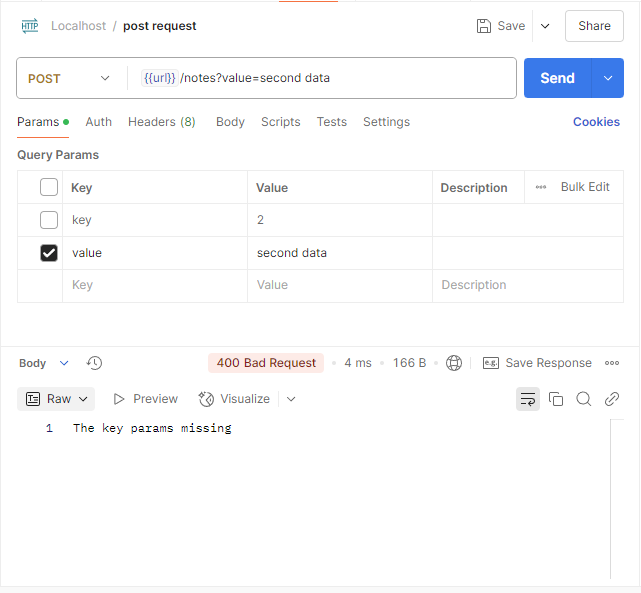 HTTP Localhost / post request Save Share
POST {{url}} /notes?value=second data Send
Params Auth Headers (8) Body Scripts Tests Settings Cookies
Query Params
Key Value Description Bulk Edit
key 2
value second data
Key Value Description
Body 400 Bad Request 4 ms 166 B e.g. Save Response
Raw Preview Visualize
1 The key params missing